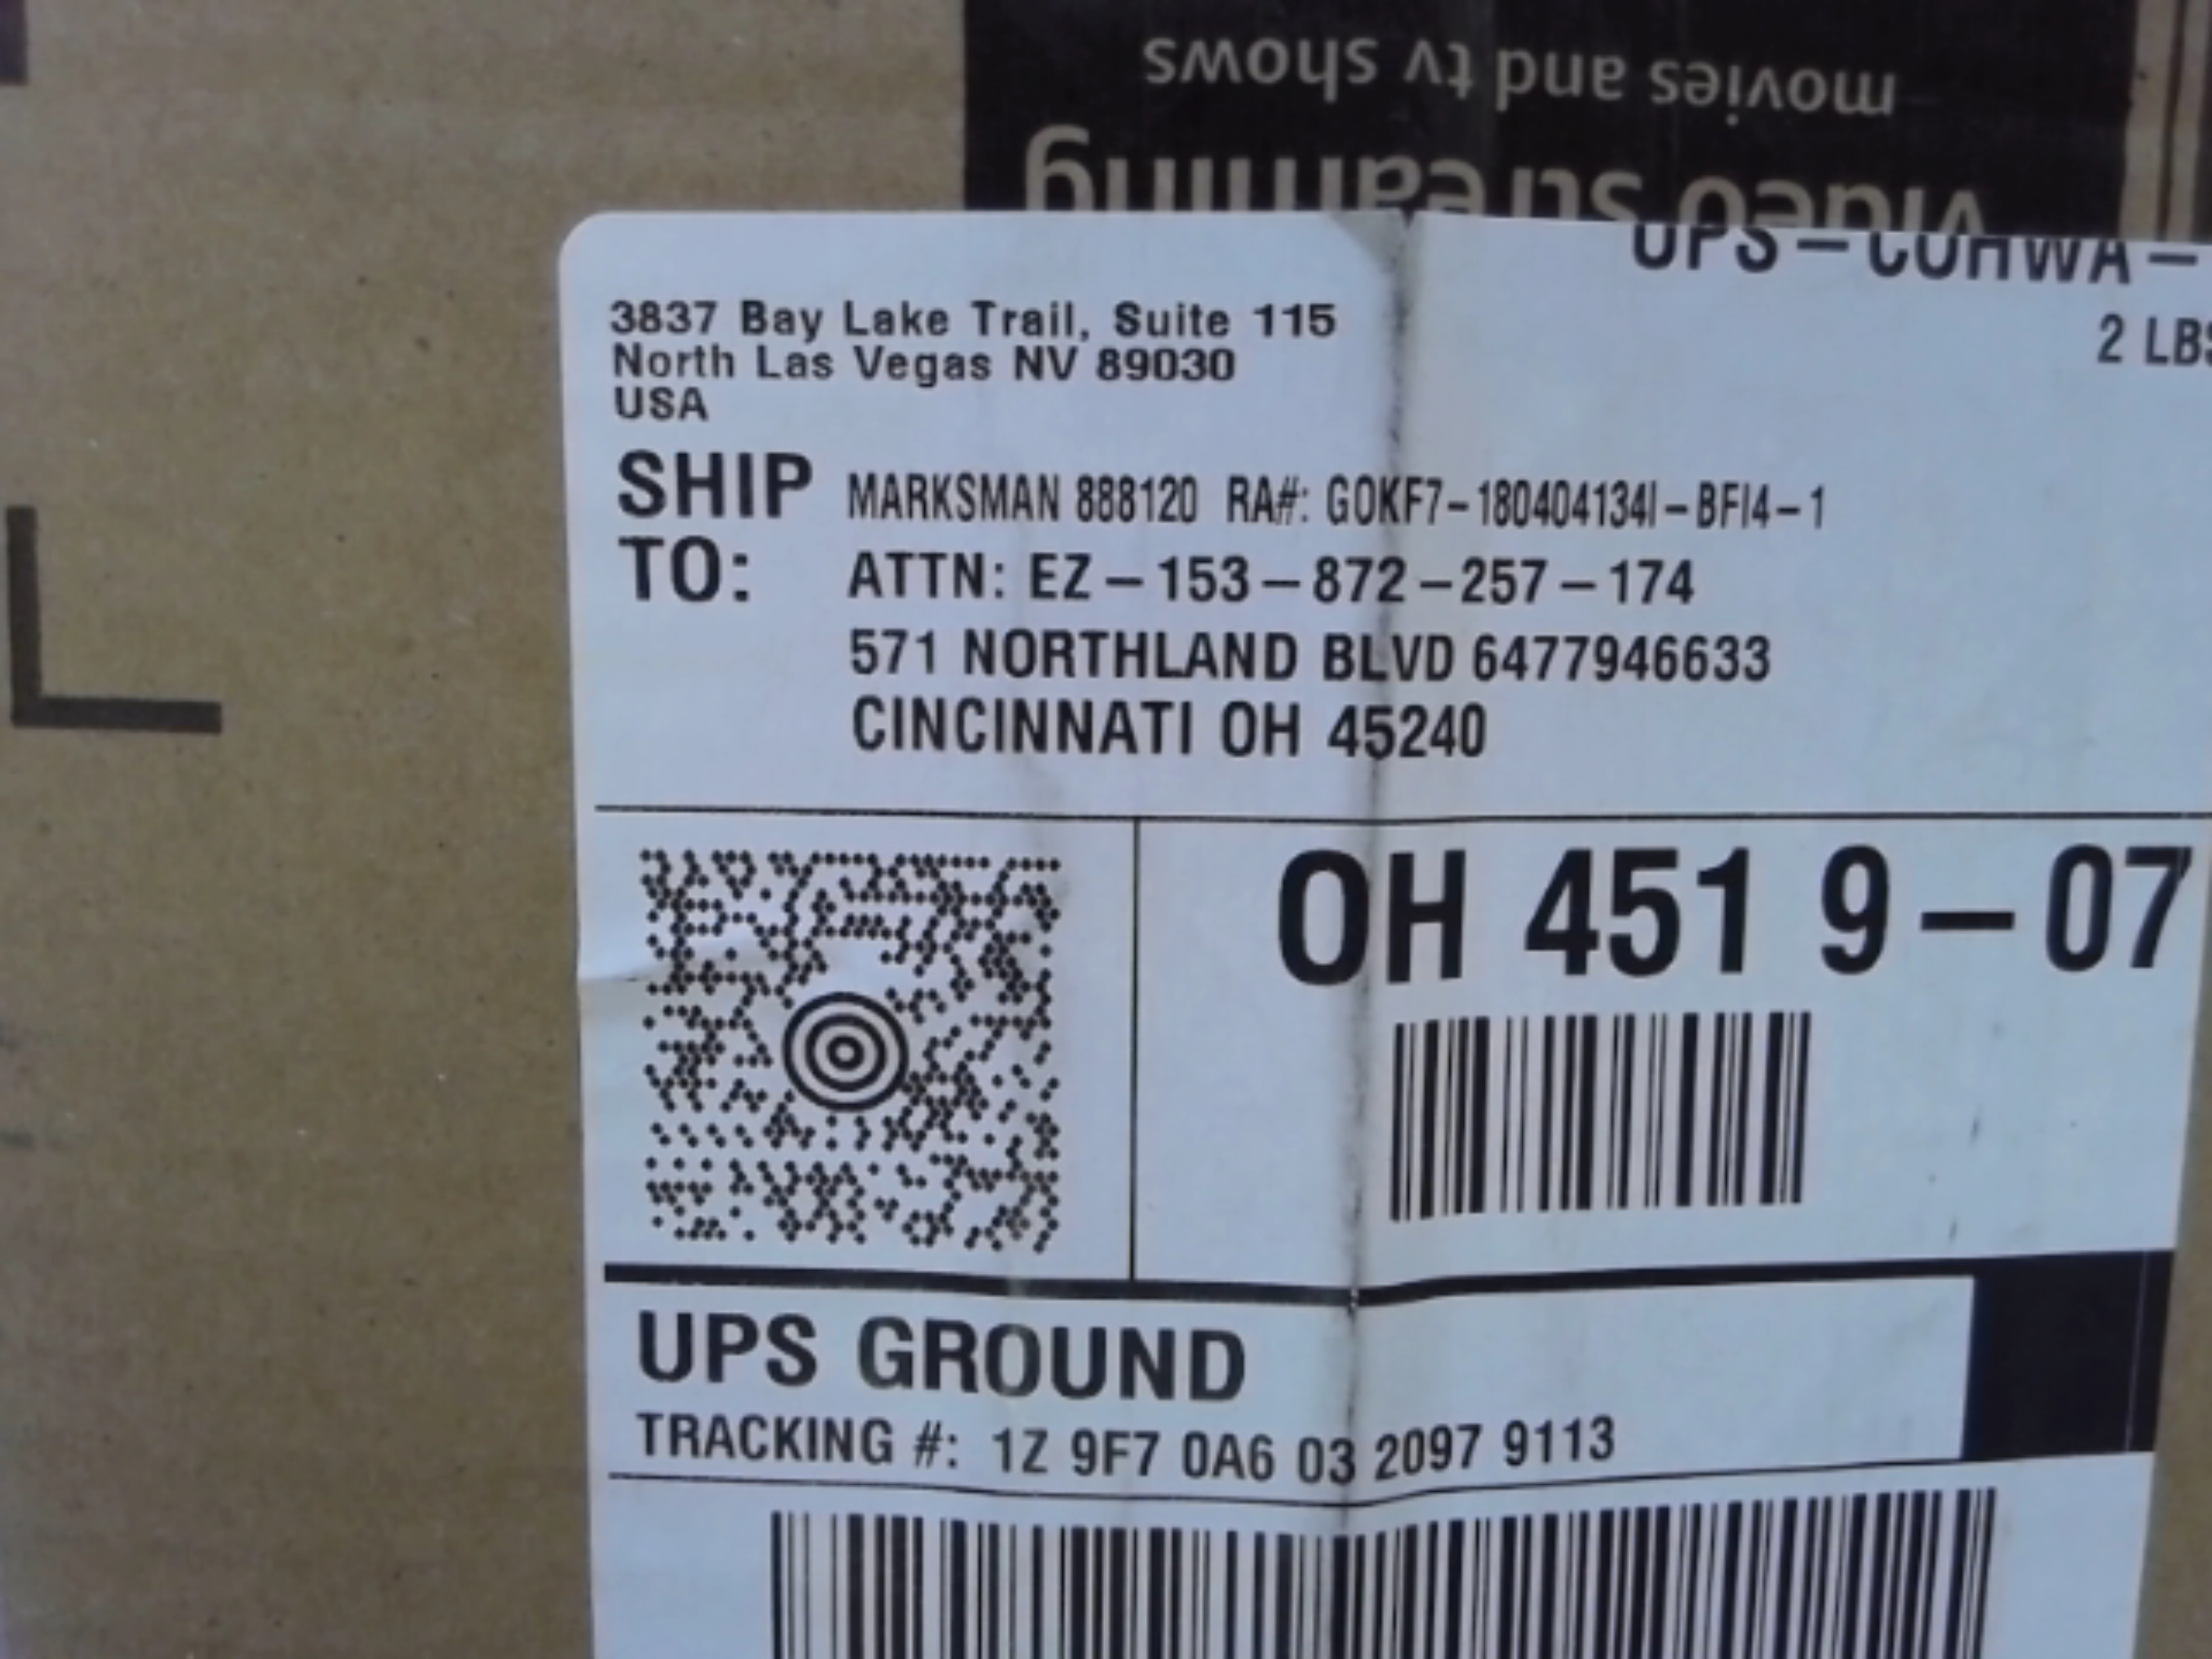 movies and tv shows
video streaming
UPS-COHWA-
2 LBS
3837 Bay Lake Trail, Suite 115
North Las Vegas NV 89030
USA
SHIP TO:
MARKSMAN 888120 RA#: GOKF7-180404134I-BFI4-1
ATTN: EZ-153-872-257-174
571 NORTHLAND BLVD 6477946633
CINCINNATI OH 45240
OH 451 9-07
UPS GROUND
TRACKING #: 1Z 9F7 0A6 03 2097 9113